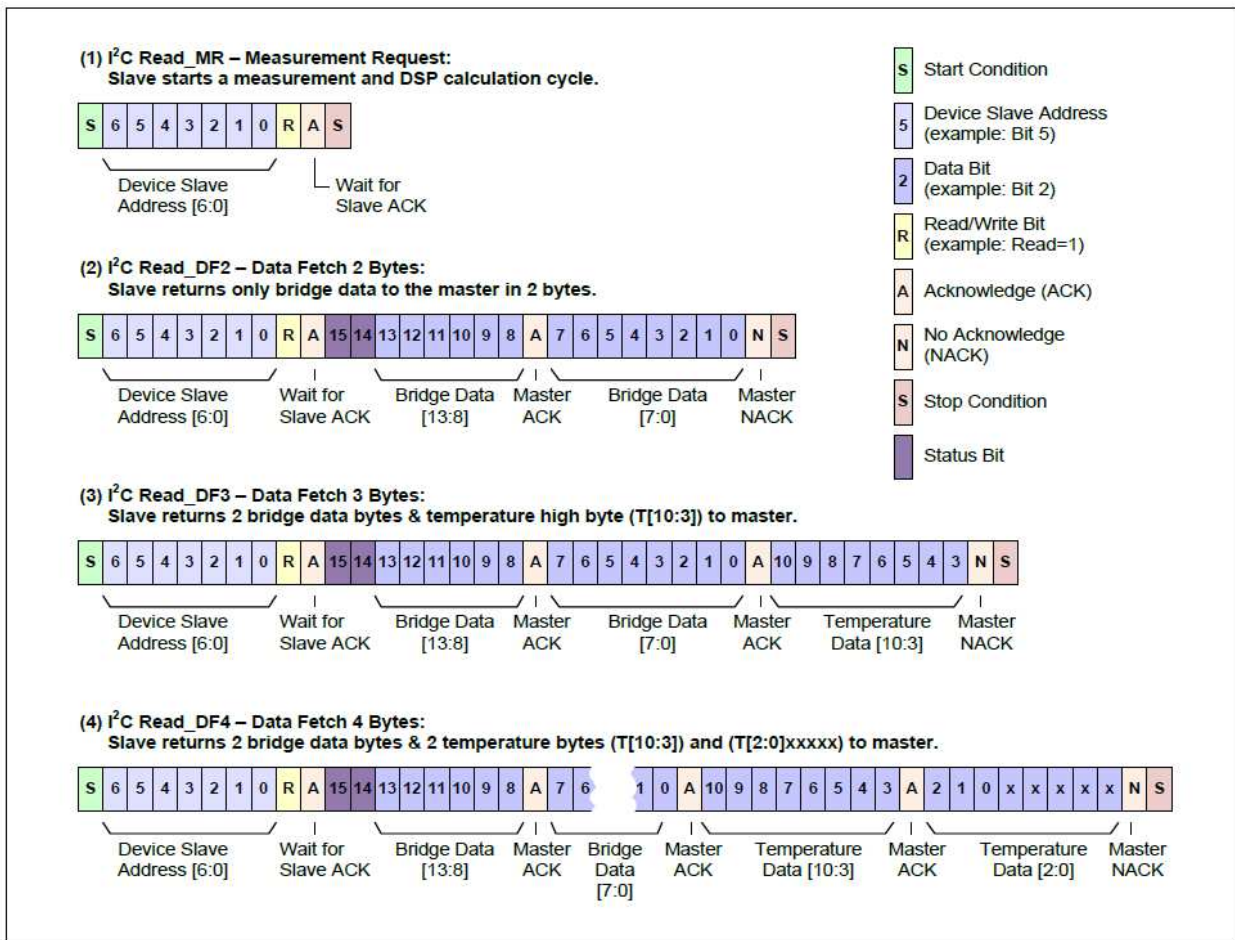 (1) I²C Read_MR – Measurement Request:
Slave starts a measurement and DSP calculation cycle.
S 6 5 4 3 2 1 0 R A S
Device Slave Address [6:0]
Wait for Slave ACK
(2) I²C Read_DF2 – Data Fetch 2 Bytes:
Slave returns only bridge data to the master in 2 bytes.
S 6 5 4 3 2 1 0 R A 15 14 13 12 11 10 9 8 A 7 6 5 4 3 2 1 0 N S
Device Slave Wait for Bridge Data Master Bridge Data Master
Address [6:0] Slave ACK [13:8] ACK [7:0] NACK
(3) I²C Read_DF3 – Data Fetch 3 Bytes:
Slave returns 2 bridge data bytes & temperature high byte (T[10:3]) to master.
S 6 5 4 3 2 1 0 R A 15 14 13 12 11 10 9 8 A 7 6 5 4 3 2 1 0 A 10 9 8 7 6 5 4 3 N S
Device Slave Wait for Bridge Data Master Bridge Data Master Temperature Master
Address [6:0] Slave ACK [13:8] ACK [7:0] ACK Data [10:3] NACK
(4) I²C Read_DF4 – Data Fetch 4 Bytes:
Slave returns 2 bridge data bytes & 2 temperature bytes (T[10:3]) and (T[2:0]xxxxx) to master.
S 6 5 4 3 2 1 0 R A 15 14 13 12 11 10 9 8 A 7 6 1 0 A 10 9 8 7 6 5 4 3 A 2 1 0 x x x x x N S
Device Slave Wait for Bridge Data Master Bridge Master Temperature Master Temperature Master
Address [6:0] Slave ACK [13:8] ACK Data ACK Data [10:3] ACK Data [2:0] NACK
[7:0]
S Start Condition
5 Device Slave Address
(example: Bit 5)
2 Data Bit
(example: Bit 2)
R Read/Write Bit
(example: Read=1)
A Acknowledge (ACK)
N No Acknowledge
(NACK)
S Stop Condition
Status Bit